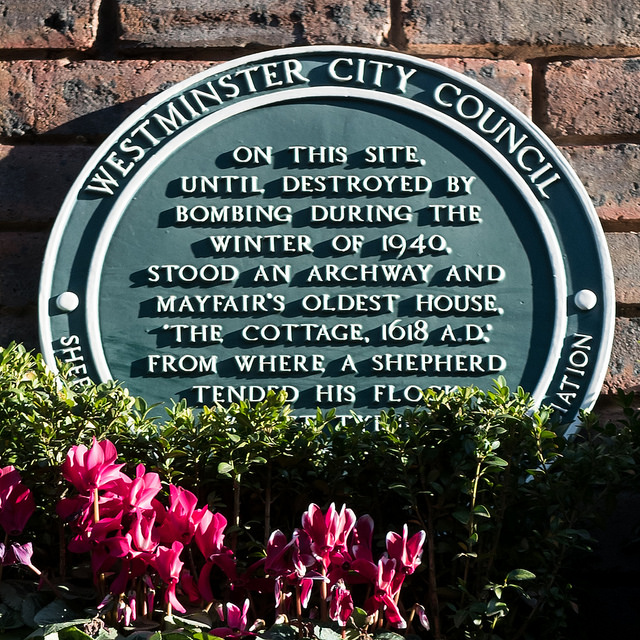 WESTMINSTER CITY COUNCIL
ON THIS SITE,
UNTIL DESTROYED BY
BOMBING DURING THE
WINTER OF 1940,
STOOD AN ARCHWAY AND
MAYFAIR'S OLDEST HOUSE,
'THE COTTAGE, 1618 A.D.'
FROM WHERE A SHEPHERD
TENDED HIS FLOCK